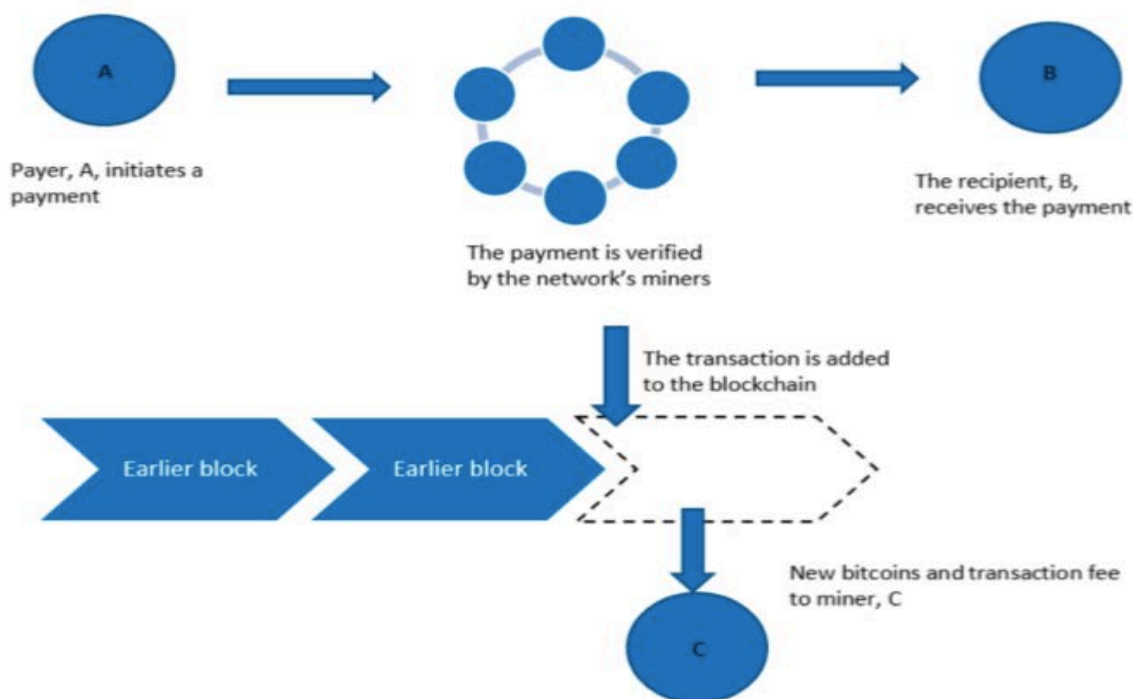 A
B
Payer, A, initiates a
payment
The recipient, B,
receives the payment
The payment is verified
by the network's miners
The transaction is added
to the blockchain
Earlier block
Earlier block
New bitcoins and transaction fee
to miner, C
C